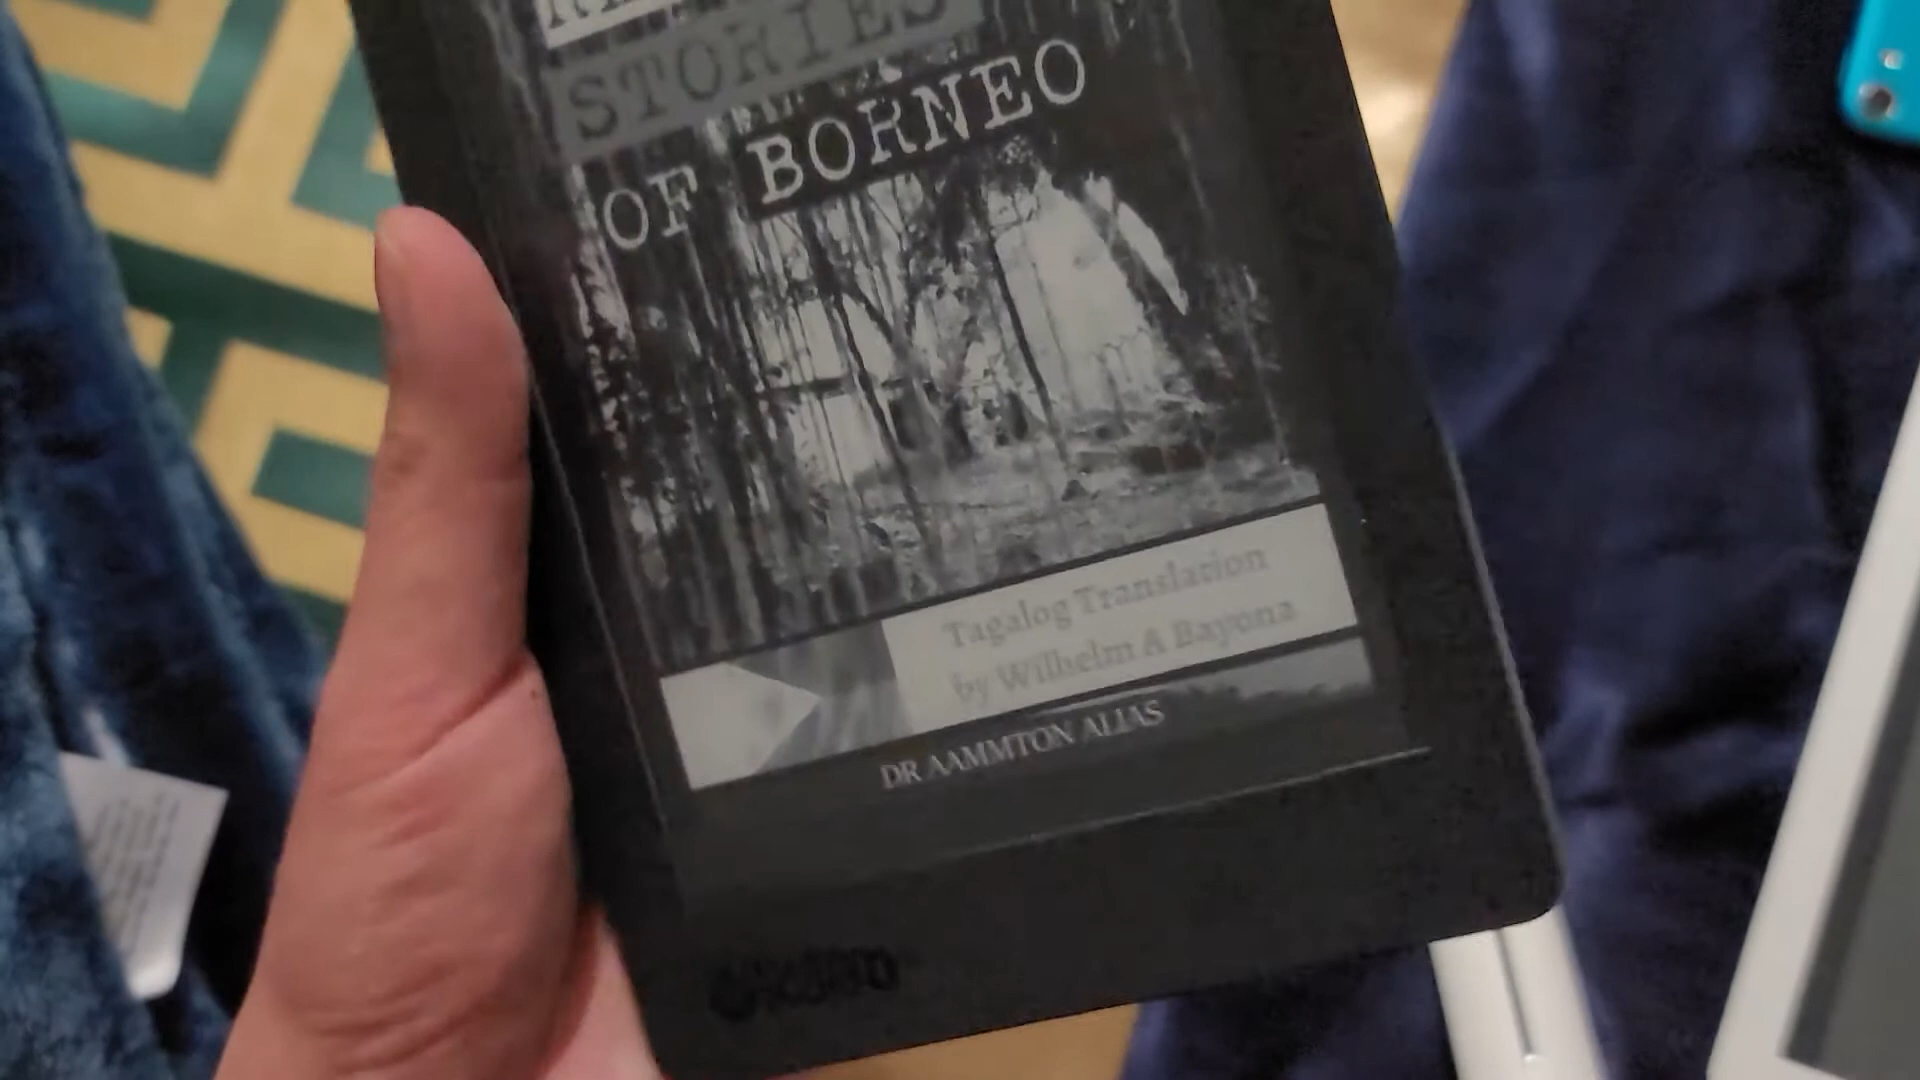 STORIES
OF BORNEO
Tagalog Translation
by Wilhelm A Bayona
DR AAMMTON ALIAS